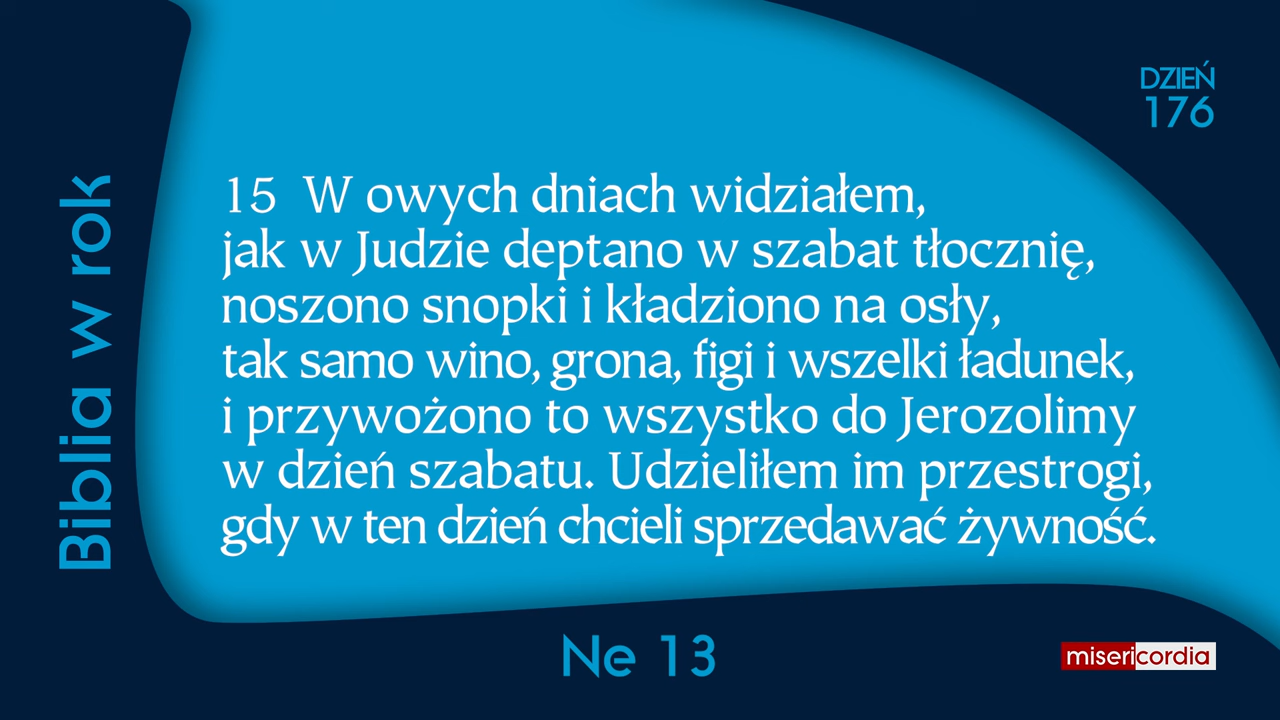 DZIEŃ
176
Biblia w rok
15 W owych dniach widziałem,
jak w Judzie deptano w szabat tłocznię,
noszono snopki i kładziono na osły,
tak samo wino, grona, figi i wszelki ładunek,
i przywożono to wszystko do Jerozolimy
w dzień szabatu. Udzieliłem im przestrogi,
gdy w ten dzień chcieli sprzedawać żywność.
Ne 13
misericordia